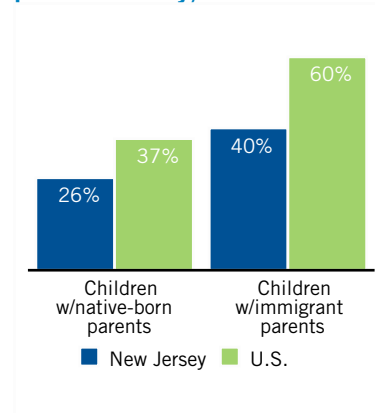 60%
37%
40%
26%
Children
w/native-born
parents
Children
w/immigrant
parents
New Jersey
U.S.